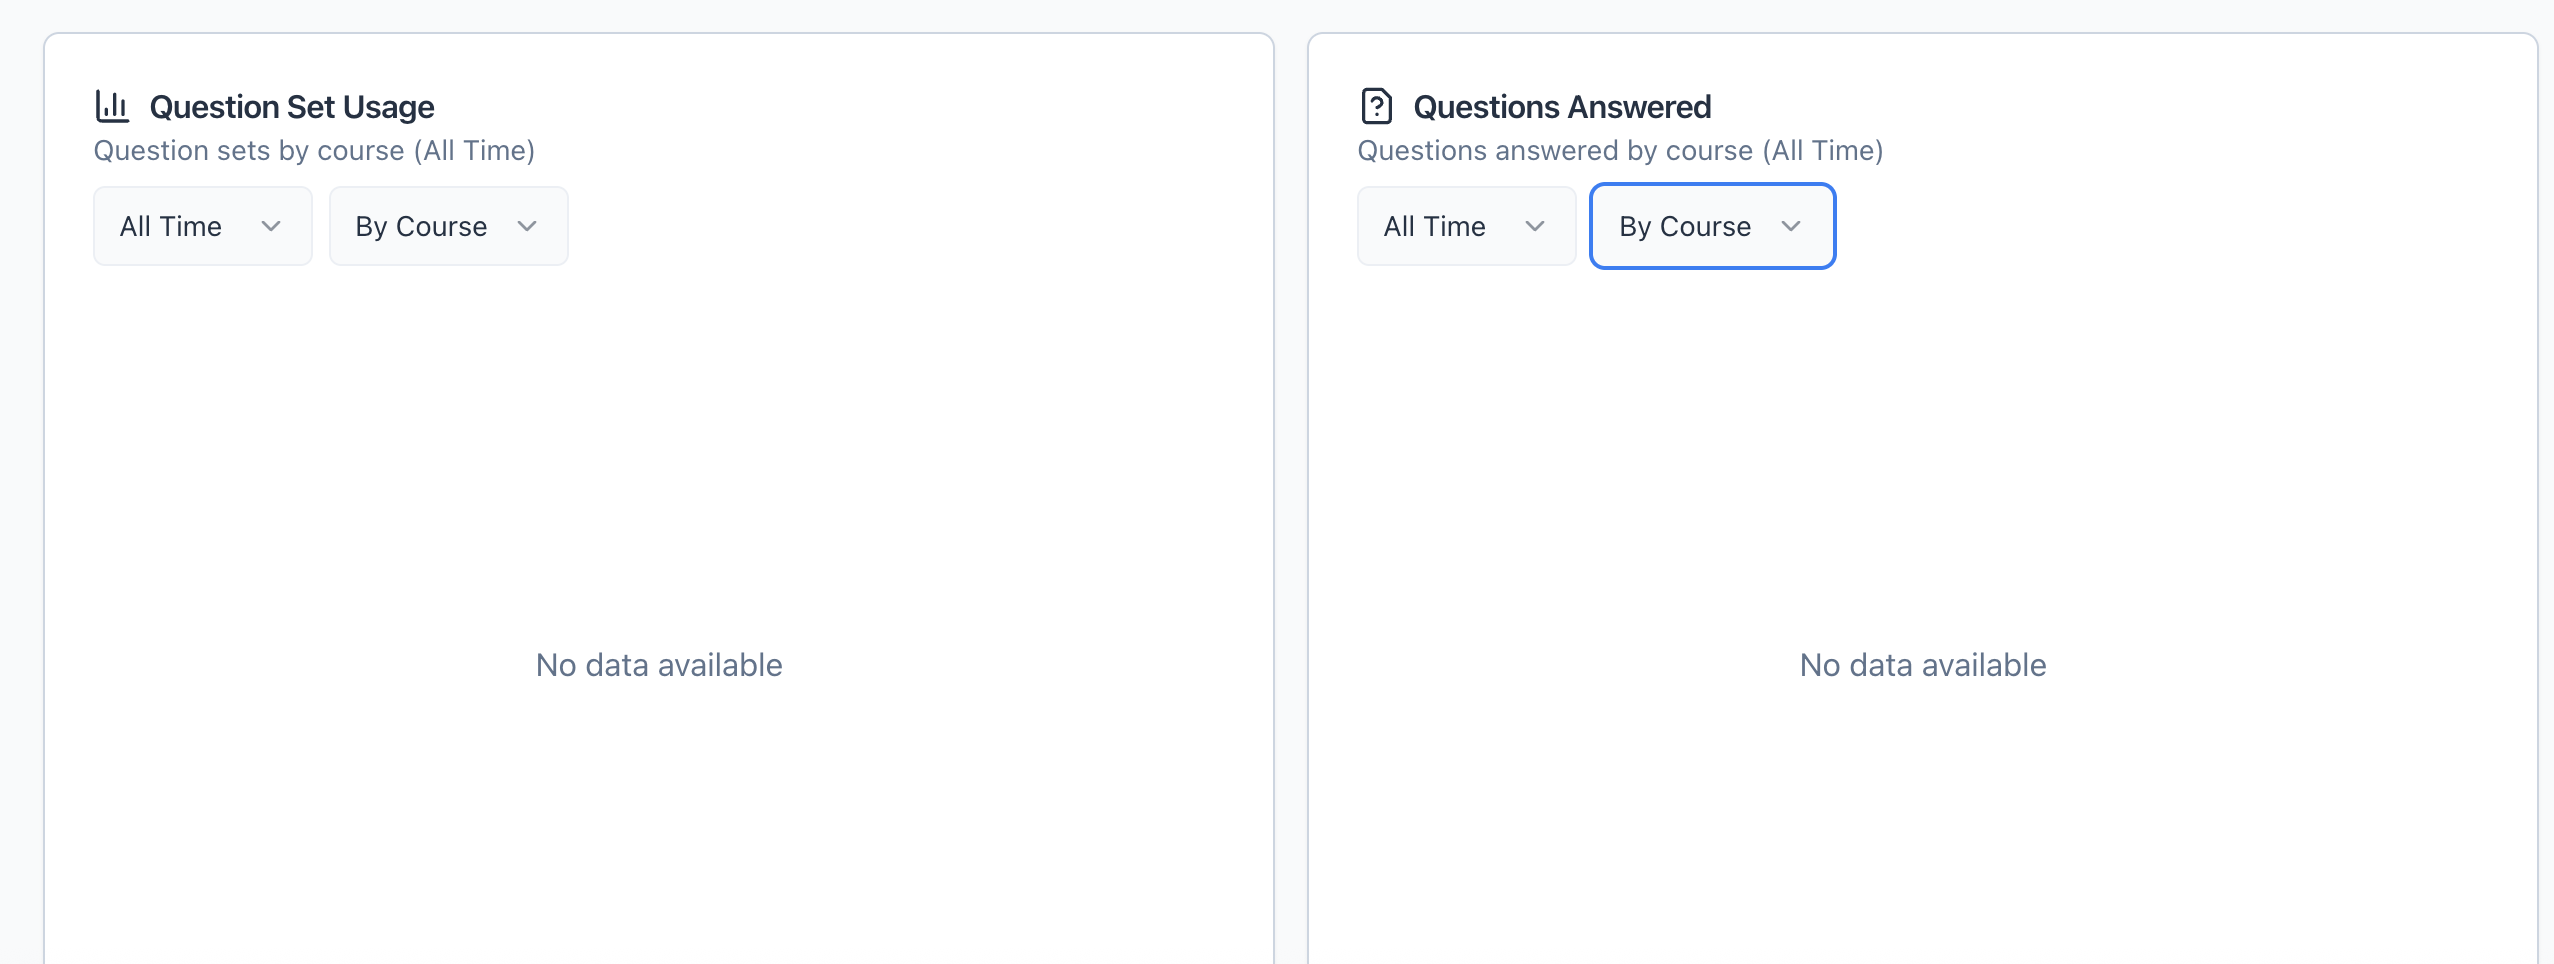 Question Set Usage
Question sets by course (All Time)
All Time
By Course
No data available
Questions Answered
Questions answered by course (All Time)
All Time
By Course
No data available